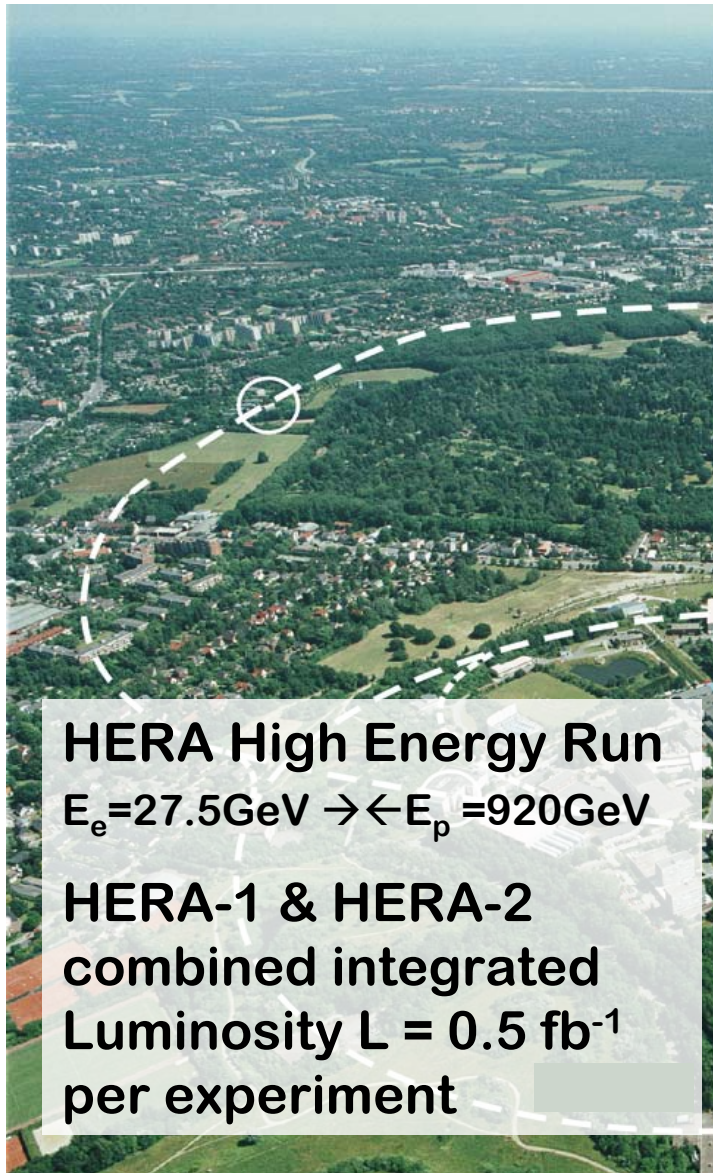 HERA High Energy Run
Eₑ=27.5GeV →←Eₚ =920GeV
HERA-1 & HERA-2
combined integrated
Luminosity L = 0.5 fb⁻¹
per experiment